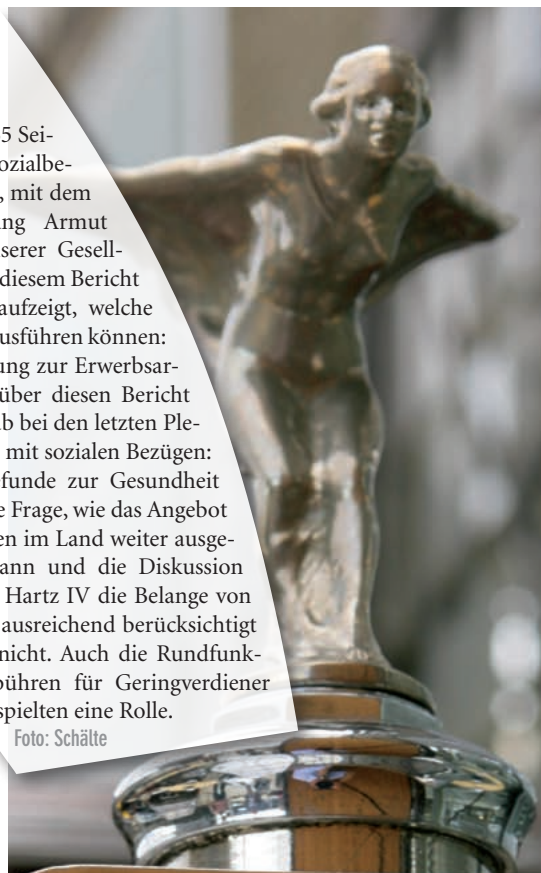 5 Sei-
ozialbe-
, mit dem
ng Armut
serer Gesell-
diesem Bericht
aufzeigt, welche
usführen können:
ung zur Erwerbsar-
über diesen Bericht
b bei den letzten Ple-
mit sozialen Bezügen:
funde zur Gesundheit
e Frage, wie das Angebot
en im Land weiter ausge-
ann und die Diskussion
Hartz IV die Belange von
ausreichend berücksichtigt
nicht. Auch die Rundfunk-
bühren für Geringverdiener
spielten eine Rolle.
Foto: Schälte